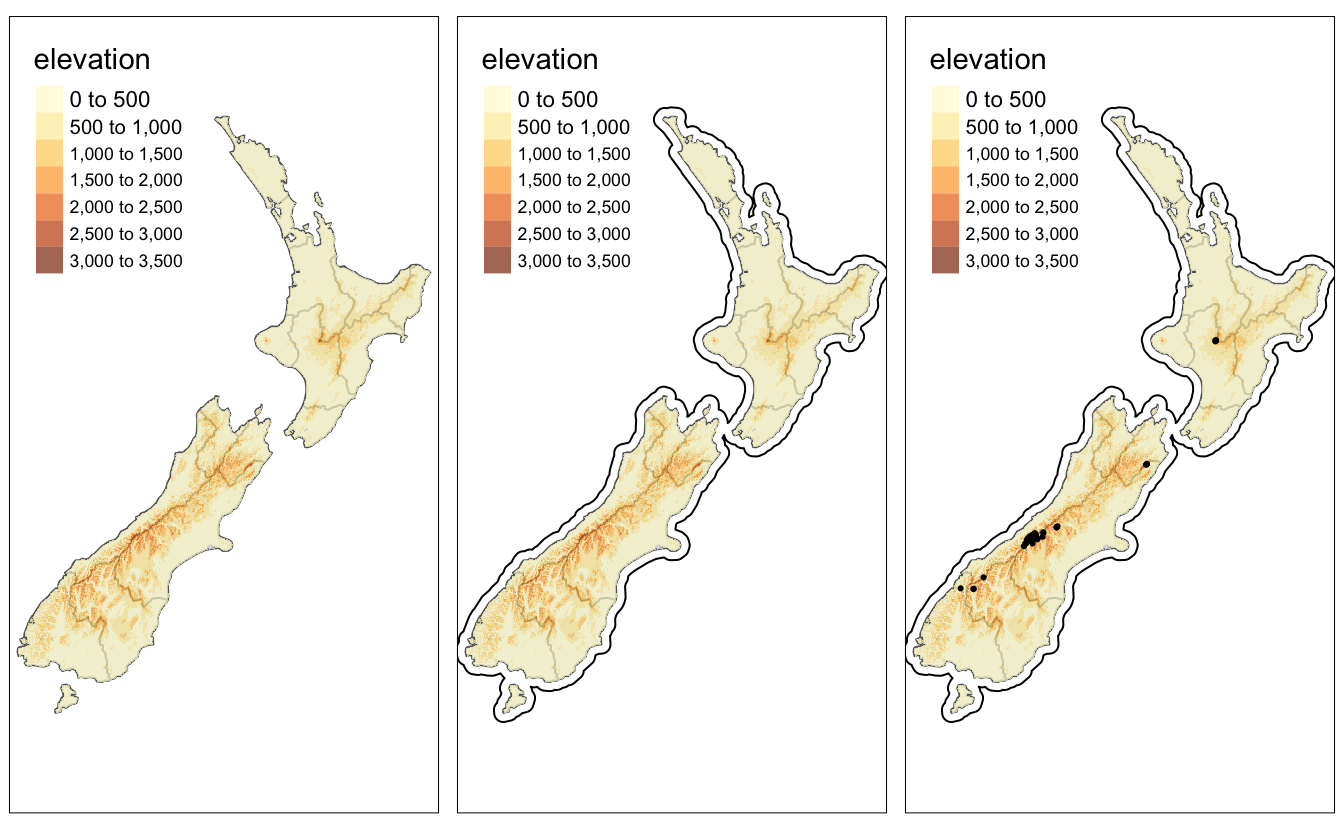 elevation
0 to 500
500 to 1,000
1,000 to 1,500
1,500 to 2,000
2,000 to 2,500
2,500 to 3,000
3,000 to 3,500
elevation
0 to 500
500 to 1,000
1,000 to 1,500
1,500 to 2,000
2,000 to 2,500
2,500 to 3,000
3,000 to 3,500
elevation
0 to 500
500 to 1,000
1,000 to 1,500
1,500 to 2,000
2,000 to 2,500
2,500 to 3,000
3,000 to 3,500